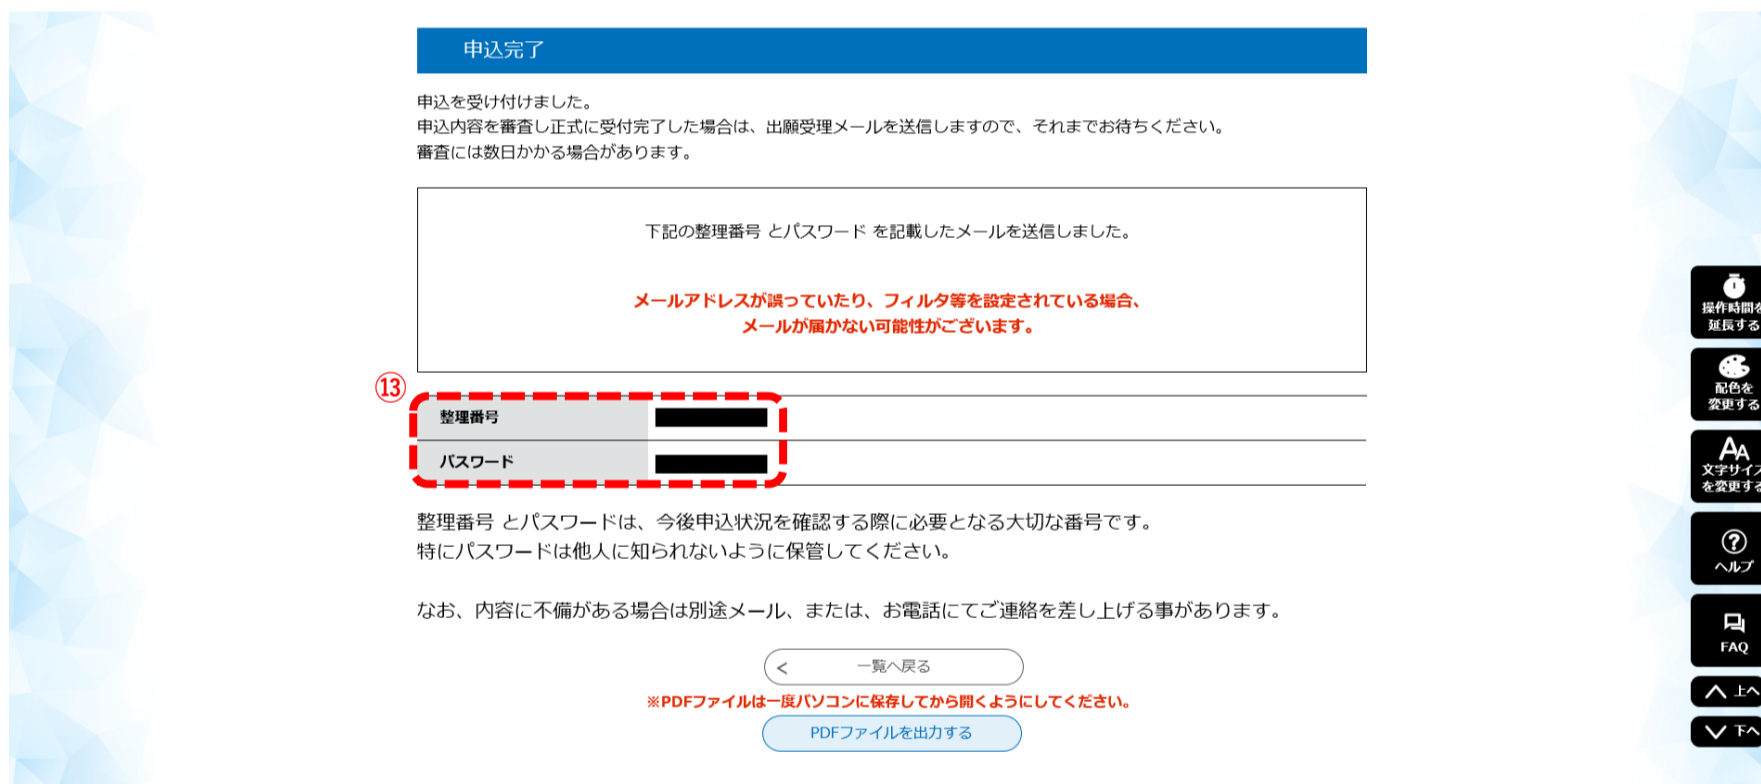 申込完了
申込を受け付けました。
申込内容を審査し正式に受付完了した場合は、出願受理メールを送信しますので、それまでお待ちください。
審査には数日かかる場合があります。
下記の整理番号 とパスワード を記載したメールを送信しました。
メールアドレスが誤っていたり、フィルタ等を設定されている場合、
メールが届かない可能性がございます。
⑬
整理番号
パスワード
整理番号 とパスワードは、今後申込状況を確認する際に必要となる大切な番号です。
特にパスワードは他人に知られないように保管してください。
なお、内容に不備がある場合は別途メール、または、お電話にてご連絡を差し上げる事があります。
一覧へ戻る
※PDFファイルは一度パソコンに保存してから開くようにしてください。
PDFファイルを出力する
操作時間を
延長する
配色を
変更する
AA
文字サイズ
を変更する
ヘルプ
FAQ
上へ
下へ